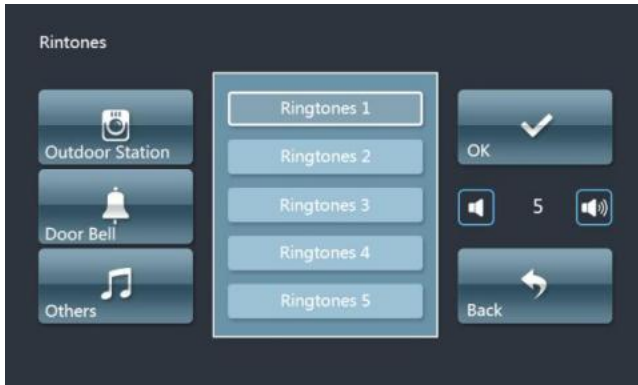 Rintones
Outdoor Station
Door Bell
Others
Ringtones 1
Ringtones 2
Ringtones 3
Ringtones 4
Ringtones 5
OK
5
Back